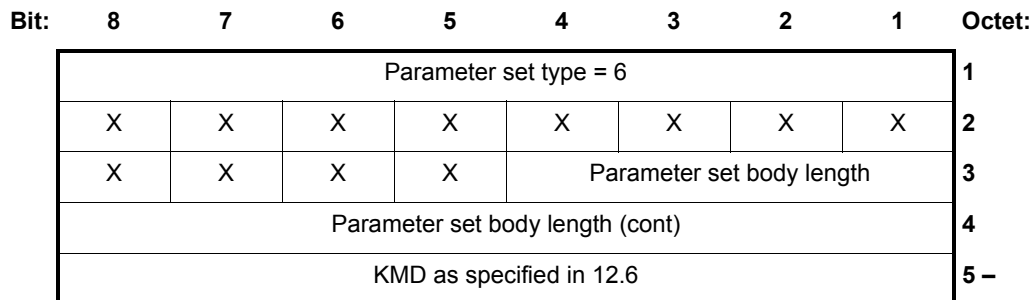 Bit: 8 7 6 5 4 3 2 1 Octet:
Parameter set type = 6 1
X X X X X X X X 2
X X X X Parameter set body length 3
Parameter set body length (cont) 4
KMD as specified in 12.6 5 –